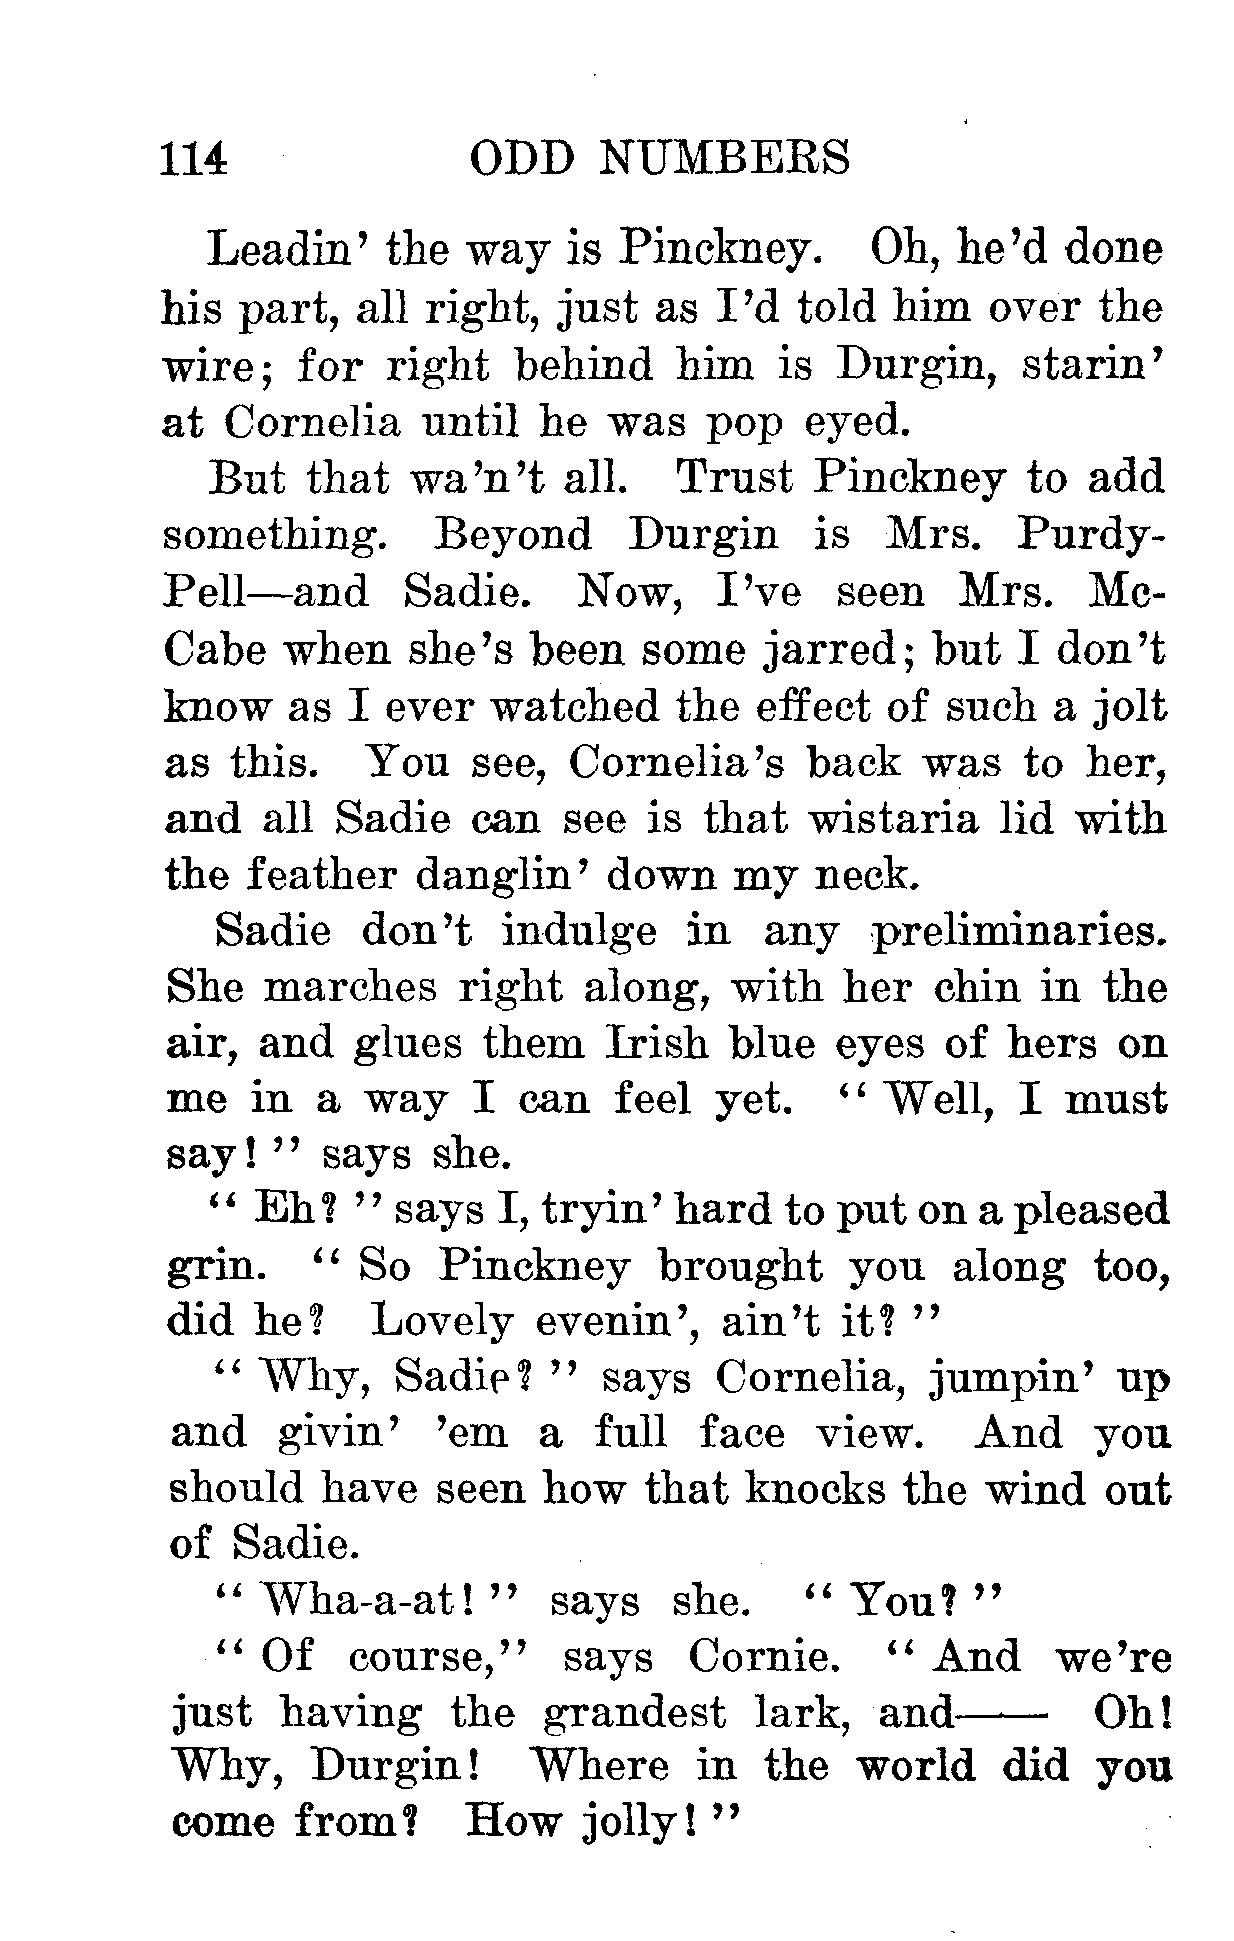 114 ODD NUMBERS
Leadin' the way is Pinckney. Oh, he'd done
his part, all right, just as I'd told him over the
wire; for right behind him is Durgin, starin'
at Cornelia until he was pop eyed.
But that wa'n't all. Trust Pinckney to add
something. Beyond Durgin is Mrs. Purdy-
Pell—and Sadie. Now, I've seen Mrs. Mc-
Cabe when she's been some jarred; but I don't
know as I ever watched the effect of such a jolt
as this. You see, Cornelia's back was to her,
and all Sadie can see is that wistaria lid with
the feather danglin' down my neck.
Sadie don't indulge in any preliminaries.
She marches right along, with her chin in the
air, and glues them Irish blue eyes of hers on
me in a way I can feel yet. "Well, I must
say!" says she.
"Eh?" says I, tryin' hard to put on a pleased
grin. "So Pinckney brought you along too,
did he? Lovely evenin', ain't it?"
"Why, Sadie?" says Cornelia, jumpin' up
and givin' 'em a full face view. And you
should have seen how that knocks the wind out
of Sadie.
"Wha-a-at!" says she. "You?"
"Of course," says Cornie. "And we're
just having the grandest lark, and—— Oh!
Why, Durgin! Where in the world did you
come from? How jolly!"